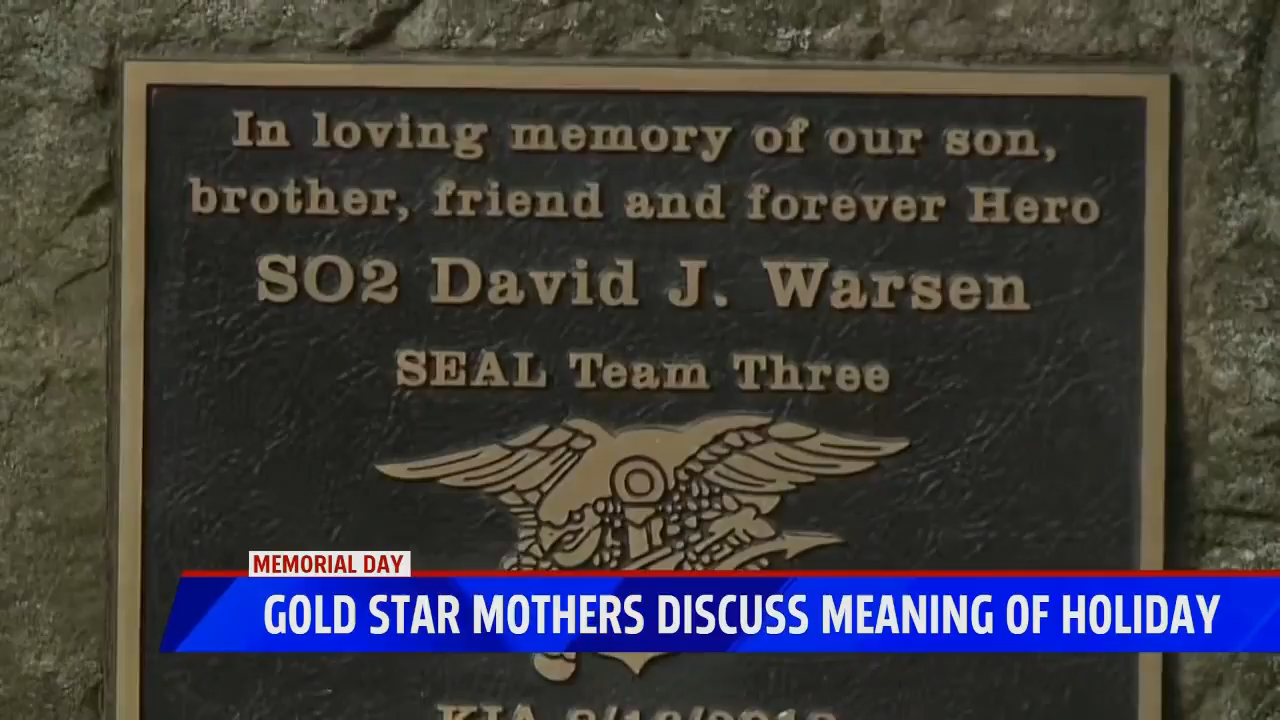 In loving memory of our son,
brother, friend and forever Hero
SO2 David J. Warsen
SEAL Team Three
MEMORIAL DAY
GOLD STAR MOTHERS DISCUSS MEANING OF HOLIDAY
KIA